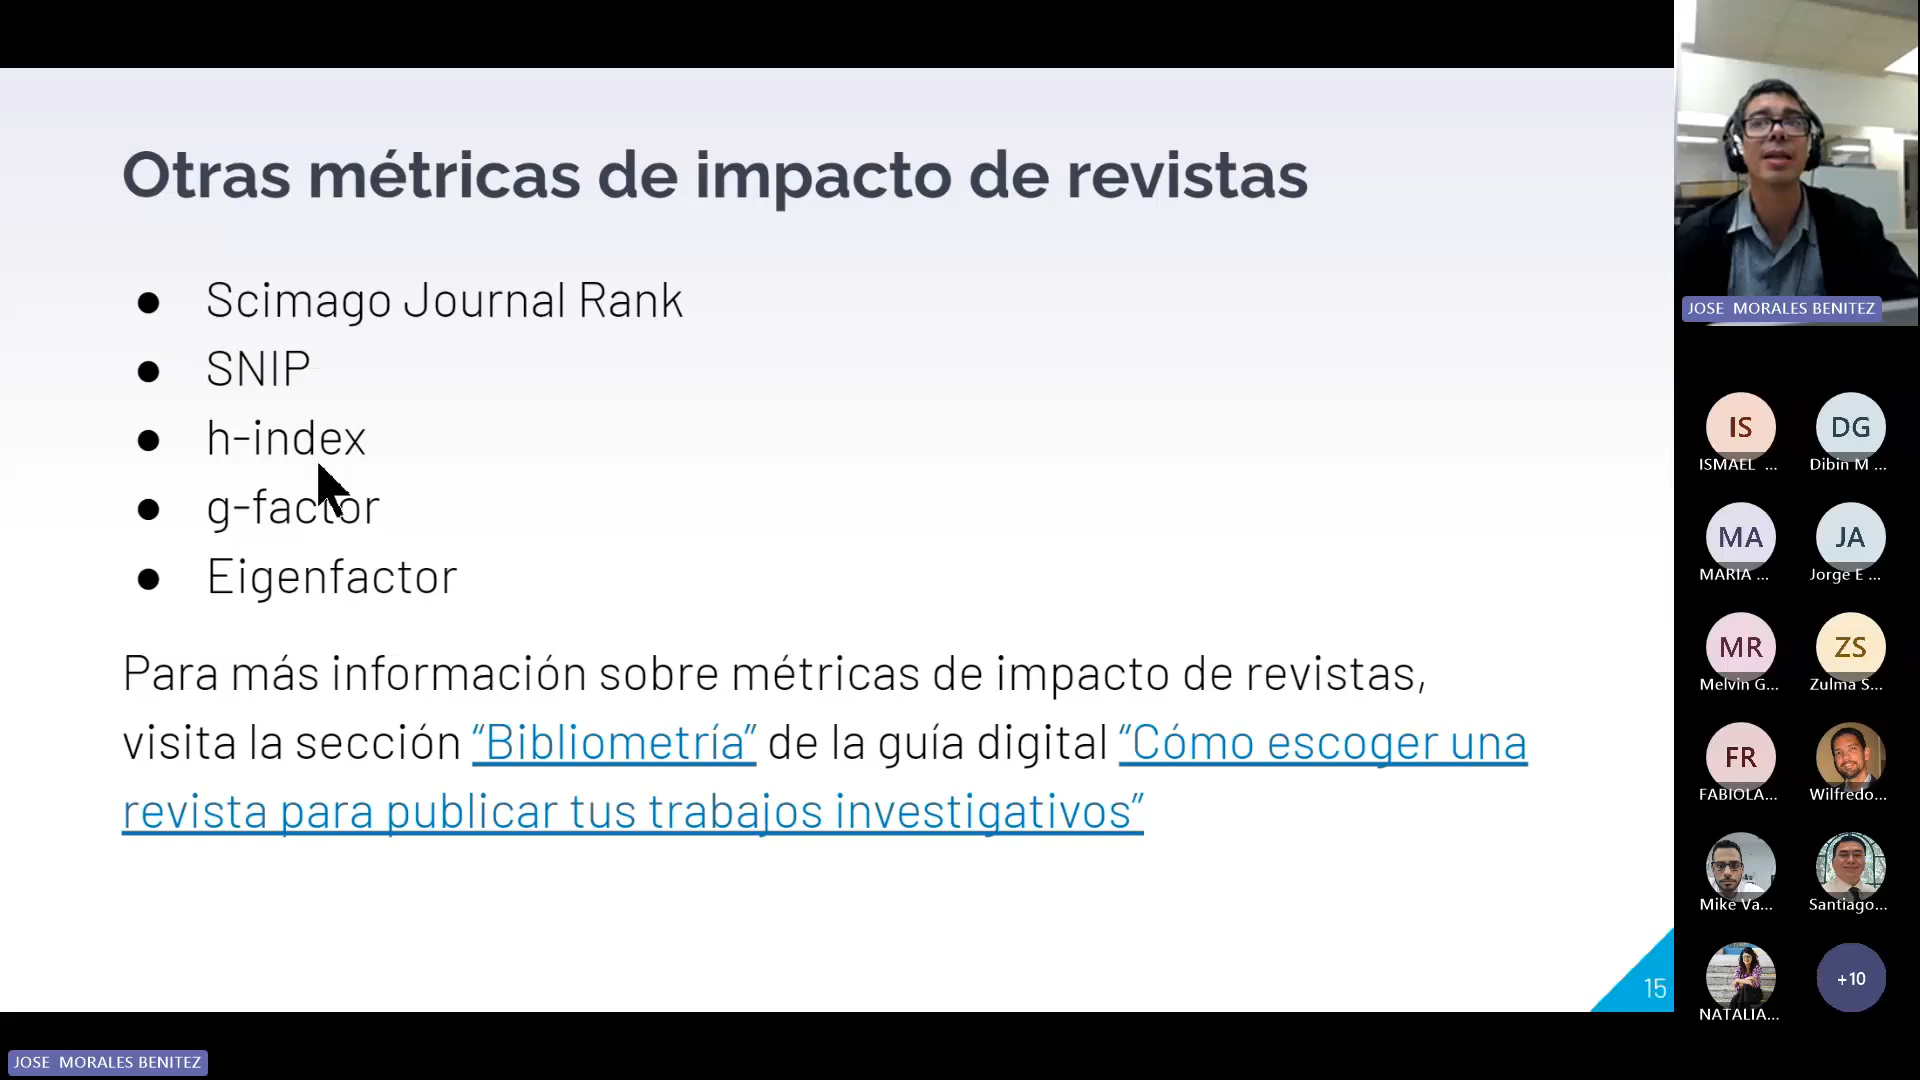 Otras métricas de impacto de revistas
● Scimago Journal Rank
● SNIP
● h-index
● g-factor
● Eigenfactor
Para más información sobre métricas de impacto de revistas,
visita la sección “Bibliometría” de la guía digital “Cómo escoger una
revista para publicar tus trabajos investigativos”
15
JOSE MORALES BENITEZ
IS
ISMAEL ...
DG
Dibin M ...
MA
MARIA ...
JA
Jorge E ...
MR
Melvin G...
ZS
Zulma S...
FR
FABIOLA...
Wilfredo...
Mike Va...
Santiago...
NATALIA...
+10
JOSE MORALES BENITEZ